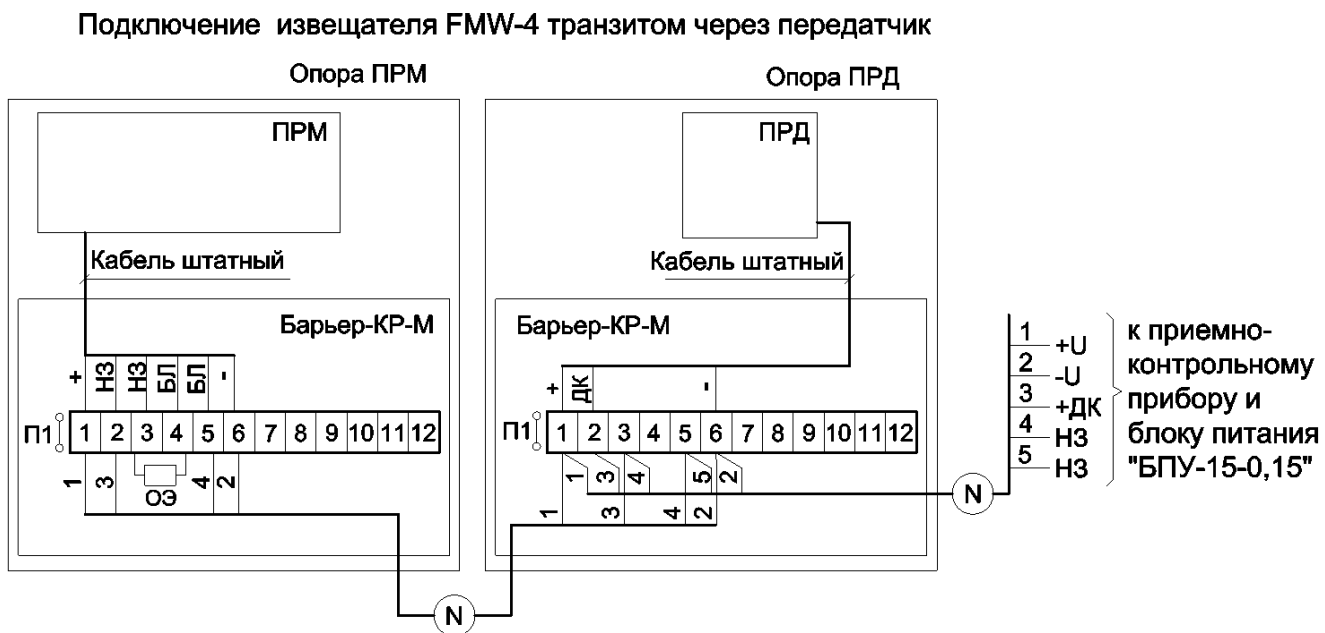 Подключение извещателя FMW-4 транзитом через передатчик
Опора ПРМ
Опора ПРД
ПРМ
ПРД
Кабель штатный
Кабель штатный
Барьер-КР-М
Барьер-КР-М
+ НЗ НЗ БЛ БЛ -
+ ДК -
П1 1 2 3 4 5 6 7 8 9 10 11 12
П1 1 2 3 4 5 6 7 8 9 10 11 12
1 3 ОЭ 4 2
1 3 4 5 2
1 3 4 2
N
N
1 +U
2 -U
3 +ДК
4 НЗ
5 НЗ
к приемно-
контрольному
прибору и
блоку питания
"БПУ-15-0,15"